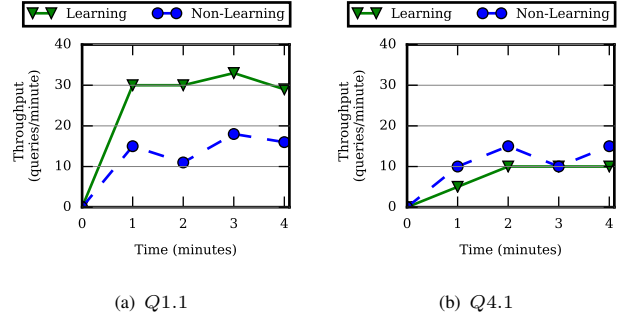 Learning Non-Learning
Throughput
(queries/minute)
40
30
20
10
0
0 1 2 3 4
Time (minutes)
(a) Q1.1
Learning Non-Learning
Throughput
(queries/minute)
40
30
20
10
0
0 1 2 3 4
Time (minutes)
(b) Q4.1